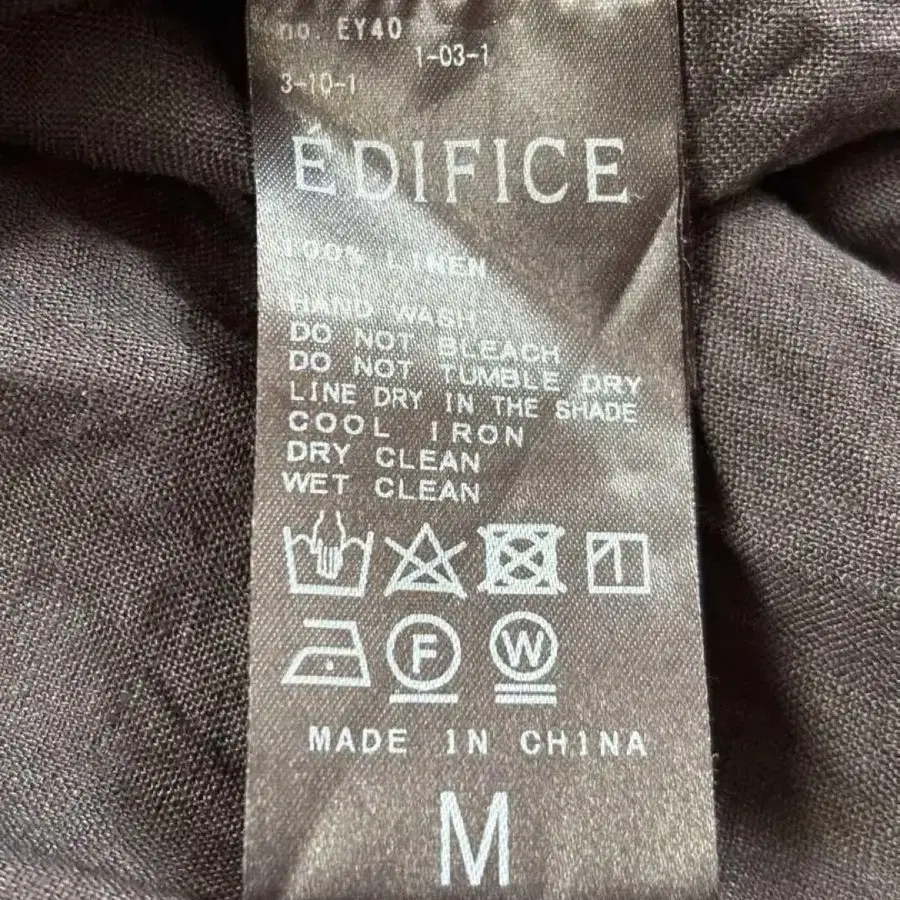 no. EY40
1-03-1
3-10-1
ÉDIFICE
100% LINEN
HAND WASH
DO NOT BLEACH
DO NOT TUMBLE DRY
LINE DRY IN THE SHADE
COOL IRON
DRY CLEAN
WET CLEAN
F W
MADE IN CHINA
M